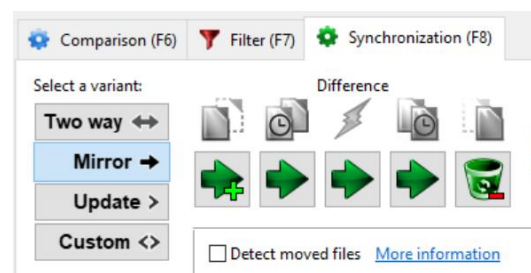 Comparison (F6) Filter (F7) Synchronization (F8)
Select a variant: Difference
Two way
Mirror
Update
Custom
Detect moved files More information